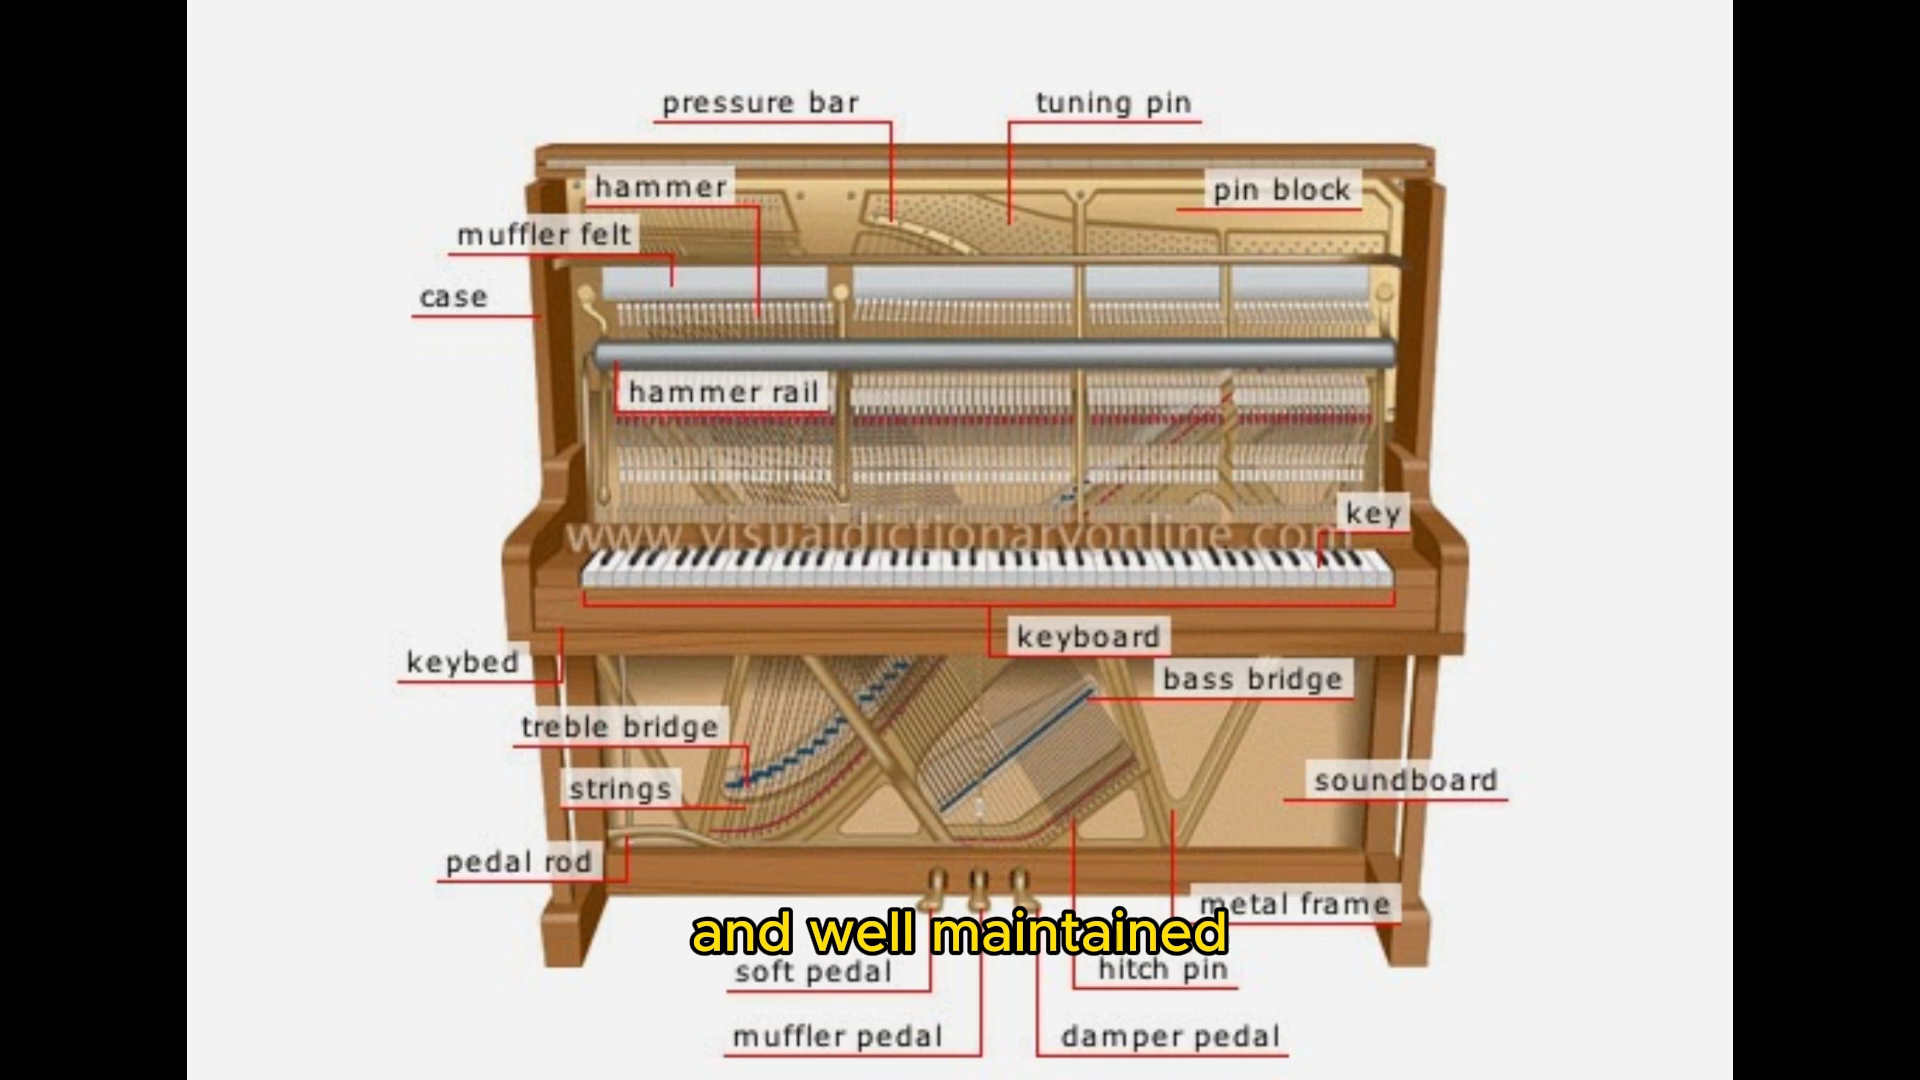 pressure bar
tuning pin
hammer
pin block
muffler felt
case
hammer rail
key
www.visualdictionaryonline.com
keyboard
keybed
bass bridge
treble bridge
strings
soundboard
pedal rod
metal frame
and well maintained
soft pedal
hitch pin
muffler pedal
damper pedal